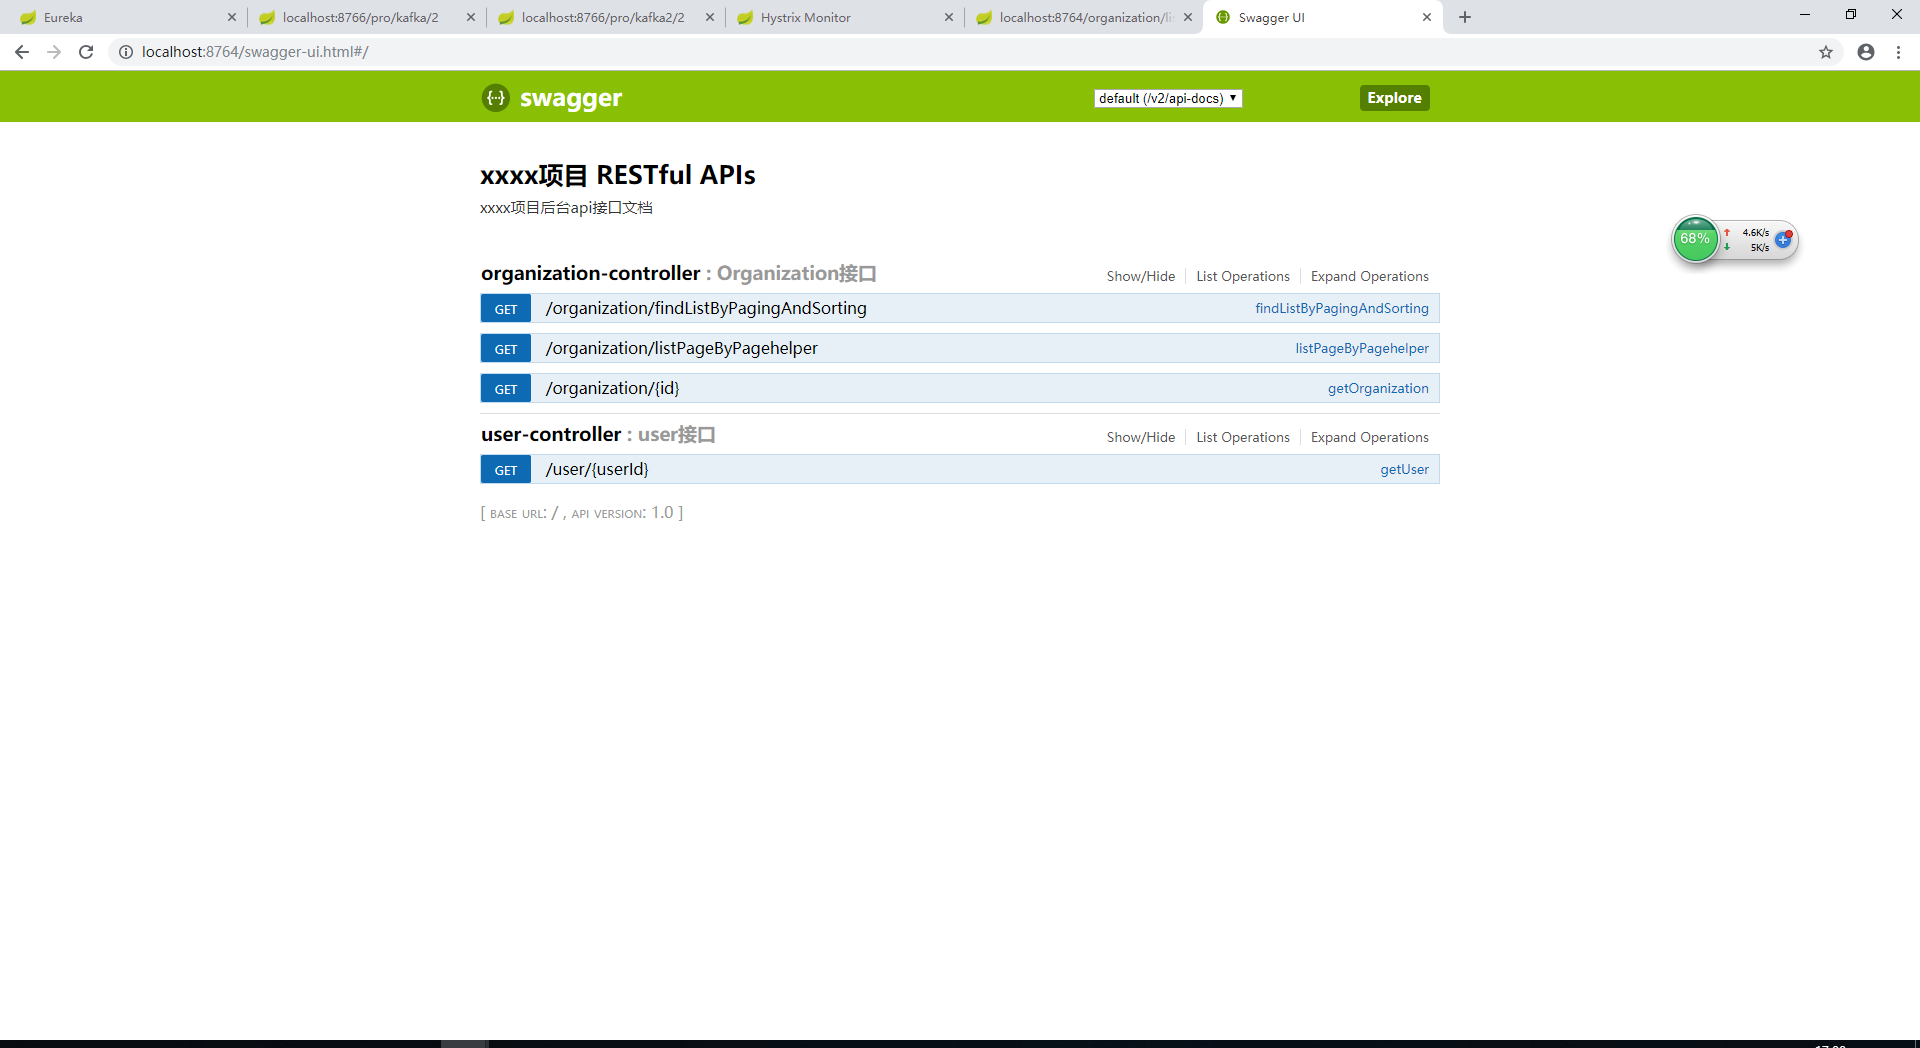 Eureka
localhost:8766/pro/kafka/2
localhost:8766/pro/kafka2/2
Hystrix Monitor
localhost:8764/organization/li
Swagger UI
localhost:8764/swagger-ui.html#/
swagger
default (/v2/api-docs)
Explore
xxxx项目 RESTful APIs
xxxx项目后台api接口文档
68%
4.6K/s
5K/s
organization-controller : Organization接口
Show/Hide
List Operations
Expand Operations
GET /organization/findListByPagingAndSorting findListByPagingAndSorting
GET /organization/listPageByPagehelper listPageByPagehelper
GET /organization/{id} getOrganization
user-controller : user接口
Show/Hide
List Operations
Expand Operations
GET /user/{userId} getUser
[ BASE URL: / , API VERSION: 1.0 ]